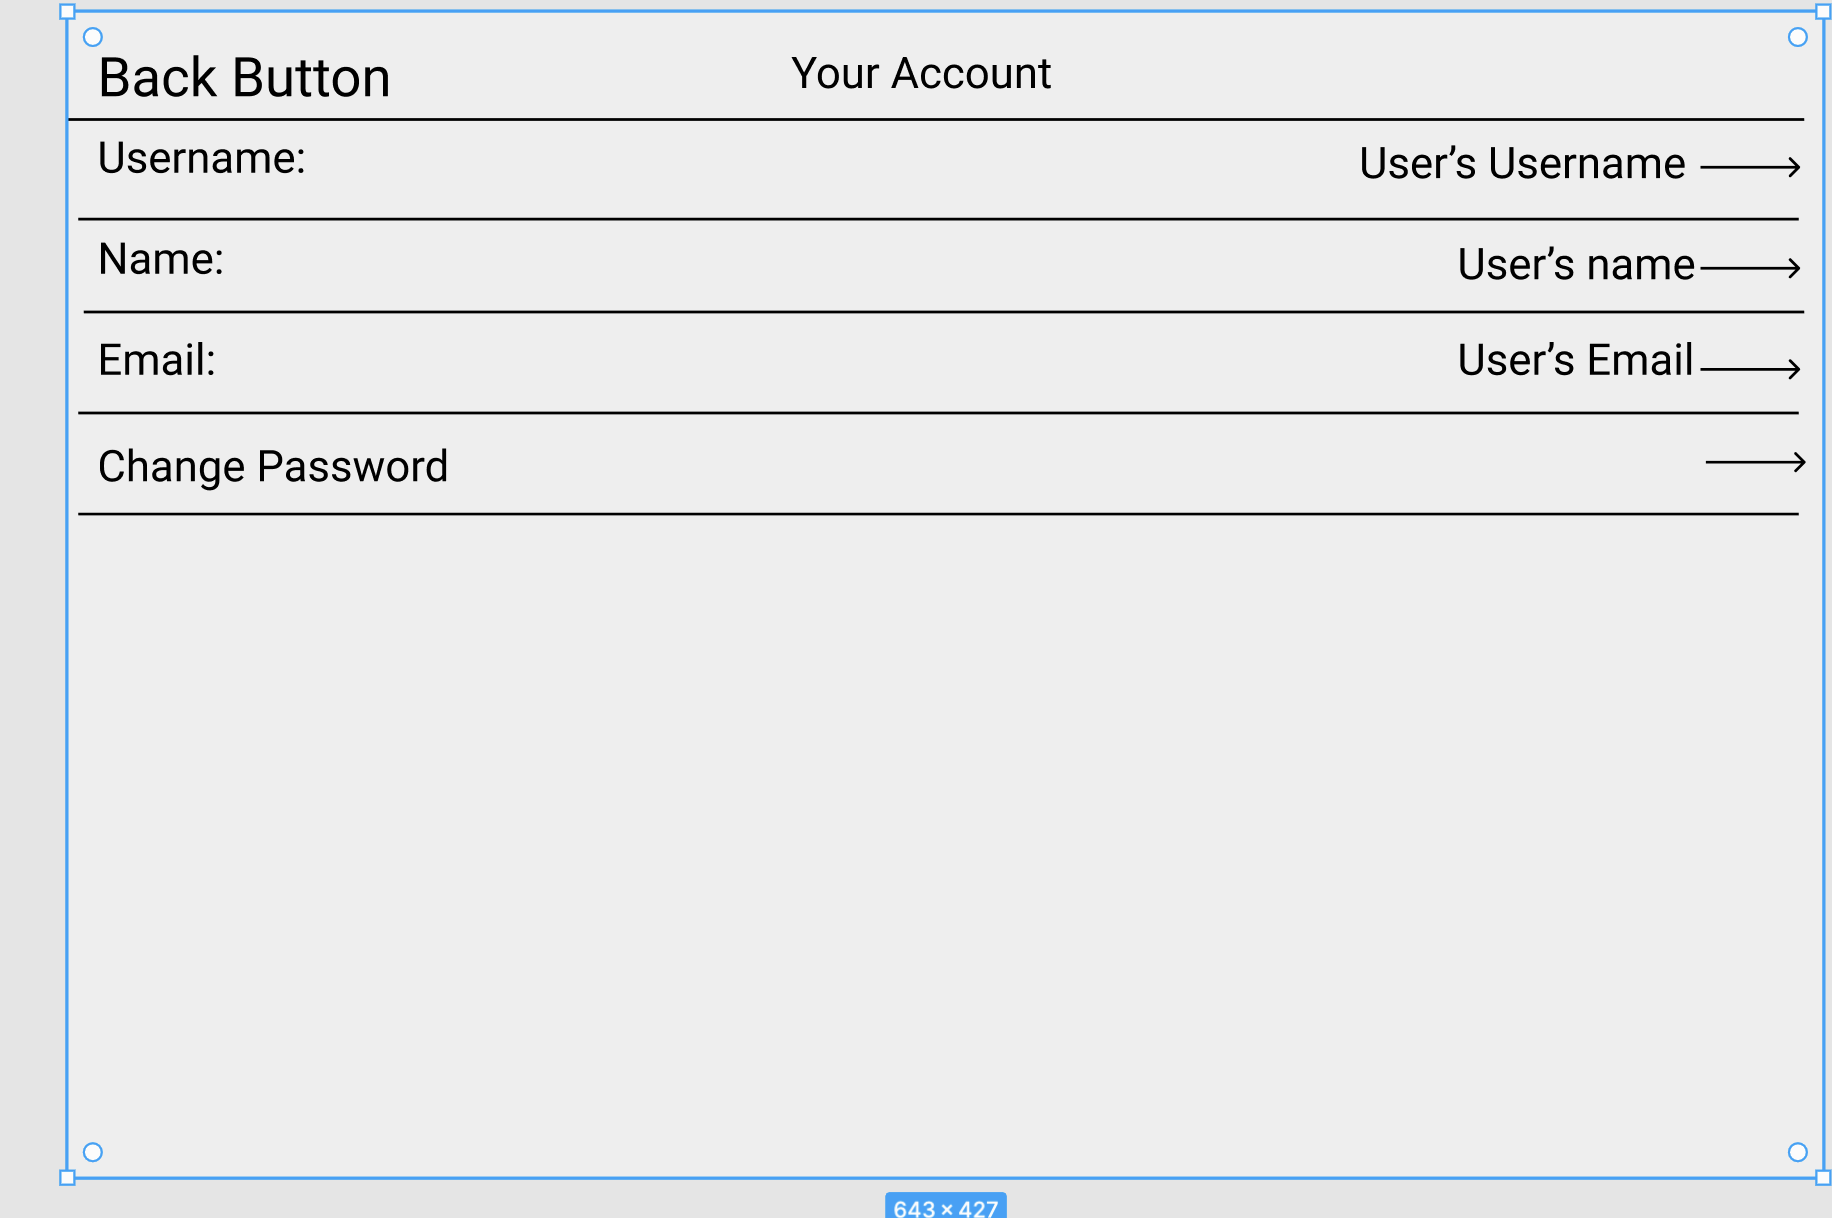 Back Button
Your Account
Username:
User’s Username
Name:
User’s name
Email:
User’s Email
Change Password
643 × 427